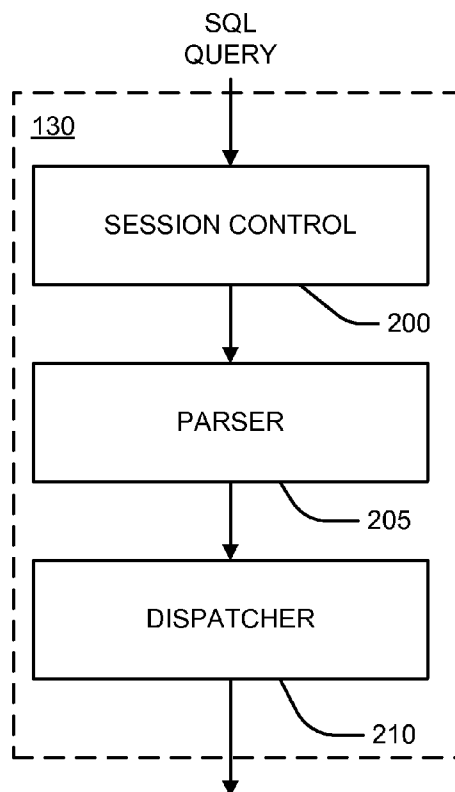 SQL
QUERY
130
SESSION CONTROL
200
PARSER
205
DISPATCHER
210